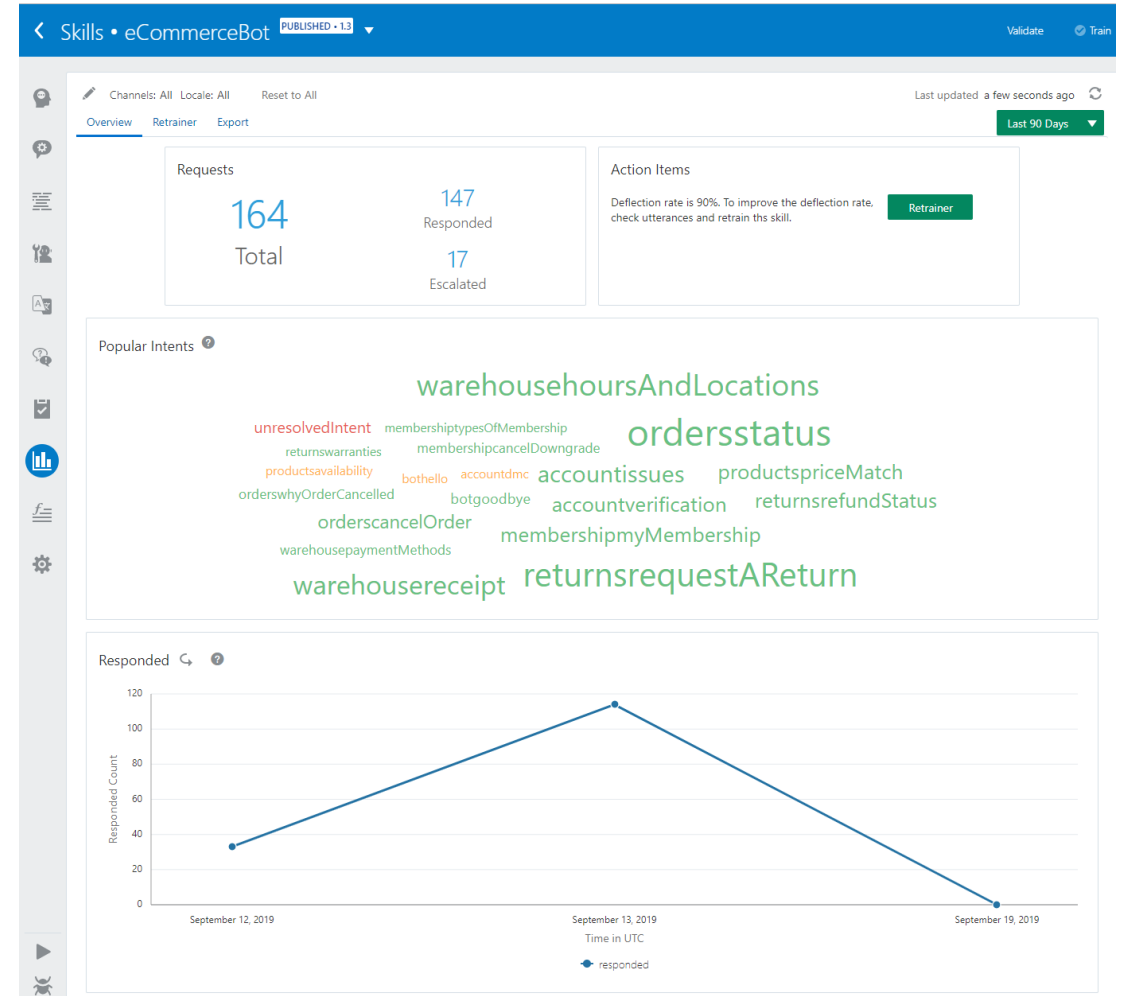 Skills • eCommerceBot PUBLISHED • 1.3
Validate
Train
Channels: All Locale: All Reset to All
Last updated a few seconds ago
Overview Retrainer Export
Last 90 Days
Requests
164
Total
147
Responded
17
Escalated
Action Items
Deflection rate is 90%. To improve the deflection rate,
check utterances and retrain ths skill.
Retrainer
Popular Intents
warehousehoursAndLocations
unresolvedIntent membershiptypesOfMembership ordersstatus
returnswarranties membershipcancelDowngrade
productsavailability bothello accountdmc accountissues productspriceMatch
orderswhyOrderCancelled botgoodbye accountverification returnsrefundStatus
orderscancelOrder membershipmyMembership
warehousepaymentMethods
warehousereceipt returnsrequestAReturn
Responded
120
100
80
60
40
20
0
Responded Count
September 12, 2019 September 13, 2019 September 19, 2019
Time in UTC
responded